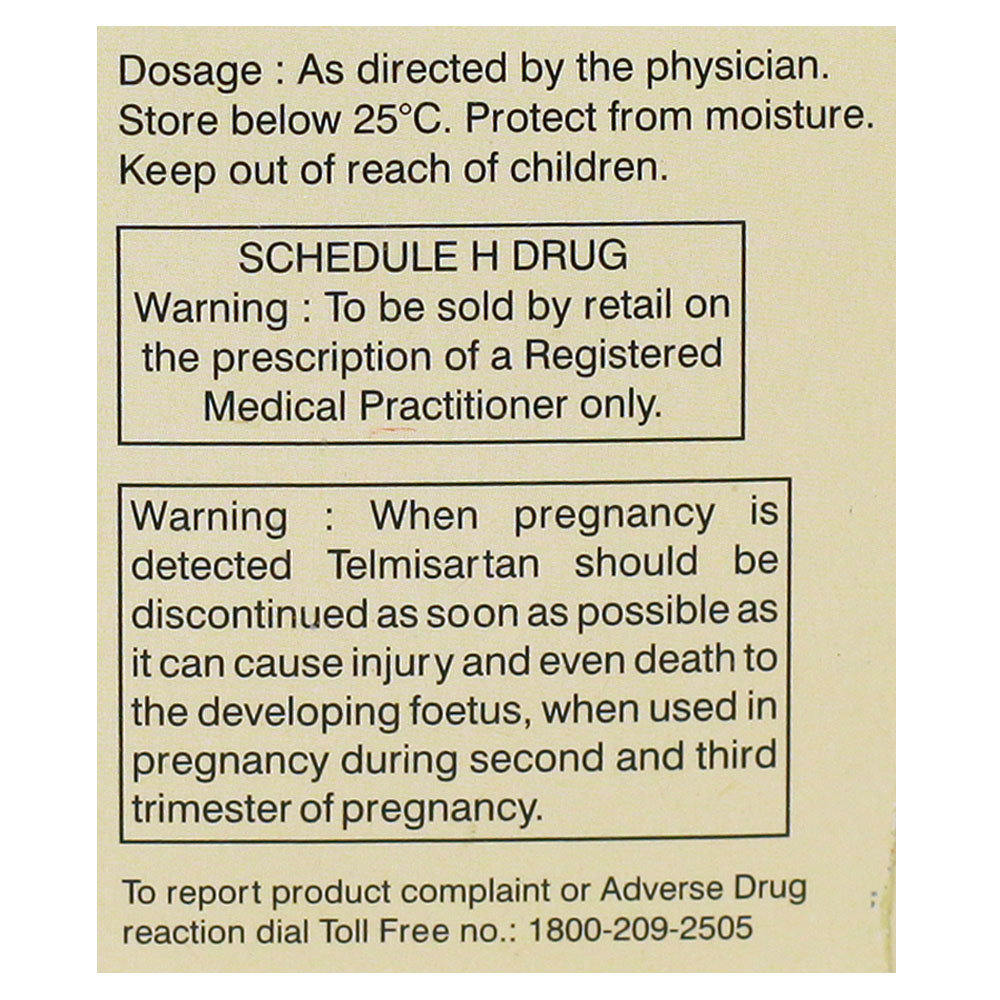 Dosage : As directed by the physician.
Store below 25°C. Protect from moisture.
Keep out of reach of children.
SCHEDULE H DRUG
Warning : To be sold by retail on
the prescription of a Registered
Medical Practitioner only.
Warning : When pregnancy is
detected Telmisartan should be
discontinued as soon as possible as
it can cause injury and even death to
the developing foetus, when used in
pregnancy during second and third
trimester of pregnancy.
To report product complaint or Adverse Drug
reaction dial Toll Free no.: 1800-209-2505